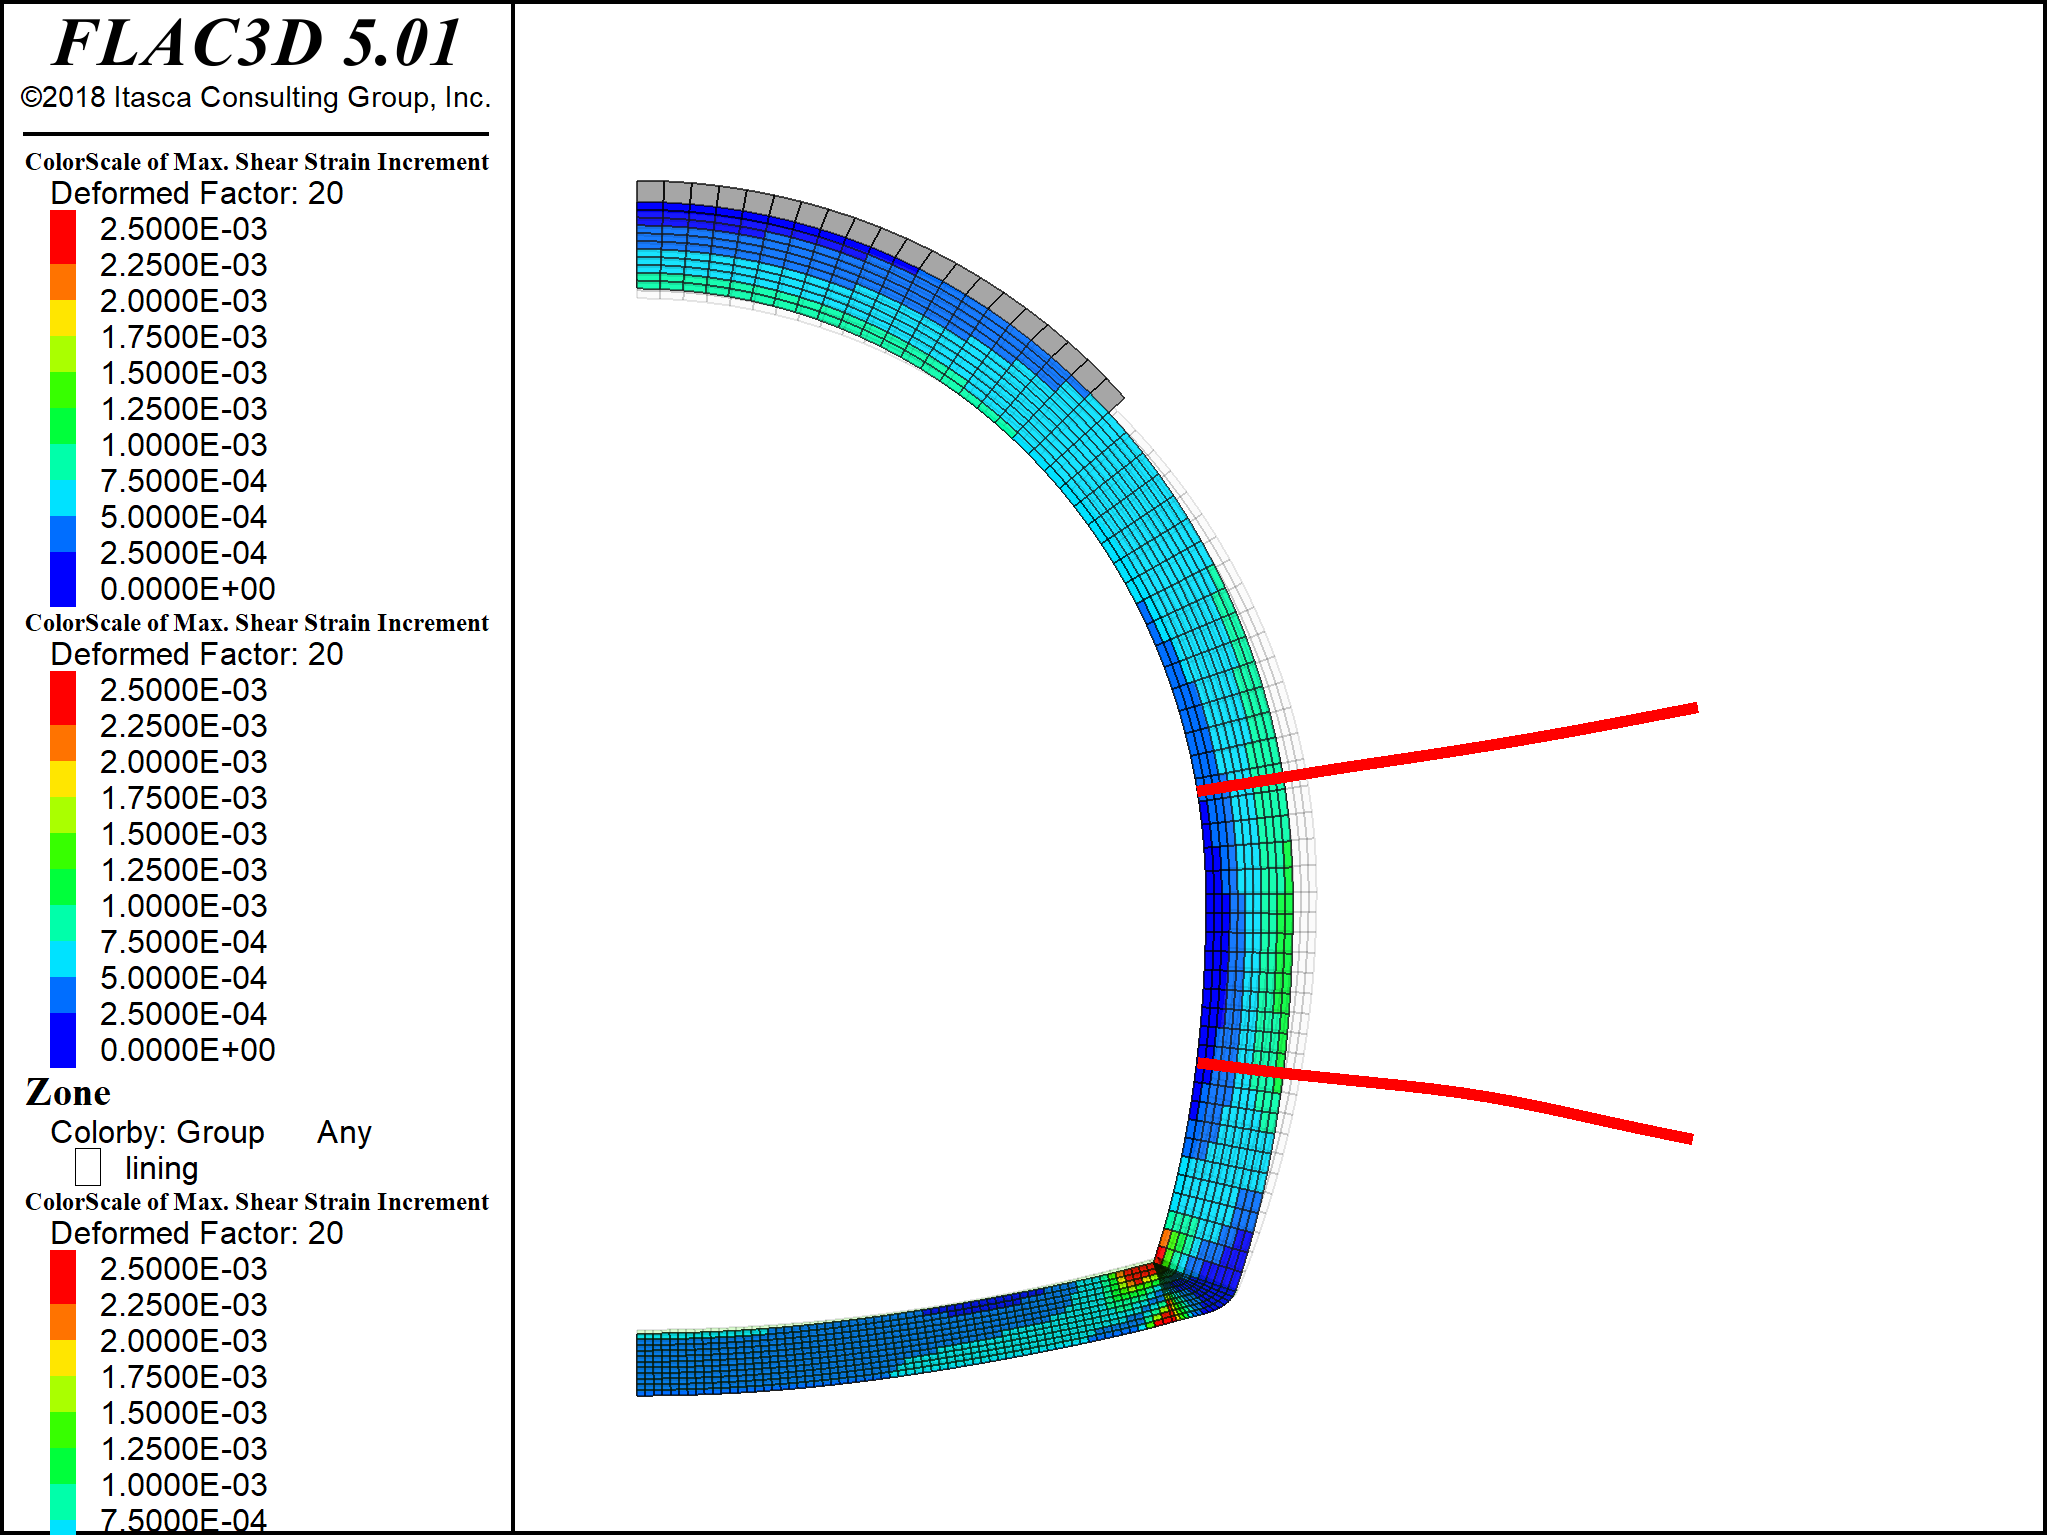 FLAC3D 5.01
©2018 Itasca Consulting Group, Inc.
ColorScale of Max. Shear Strain Increment
Deformed Factor: 20
2.5000E-03
2.2500E-03
2.0000E-03
1.7500E-03
1.5000E-03
1.2500E-03
1.0000E-03
7.5000E-04
5.0000E-04
2.5000E-04
0.0000E+00
ColorScale of Max. Shear Strain Increment
Deformed Factor: 20
2.5000E-03
2.2500E-03
2.0000E-03
1.7500E-03
1.5000E-03
1.2500E-03
1.0000E-03
7.5000E-04
5.0000E-04
2.5000E-04
0.0000E+00
Zone
Colorby: Group Any
lining
ColorScale of Max. Shear Strain Increment
Deformed Factor: 20
2.5000E-03
2.2500E-03
2.0000E-03
1.7500E-03
1.5000E-03
1.2500E-03
1.0000E-03
7.5000E-04